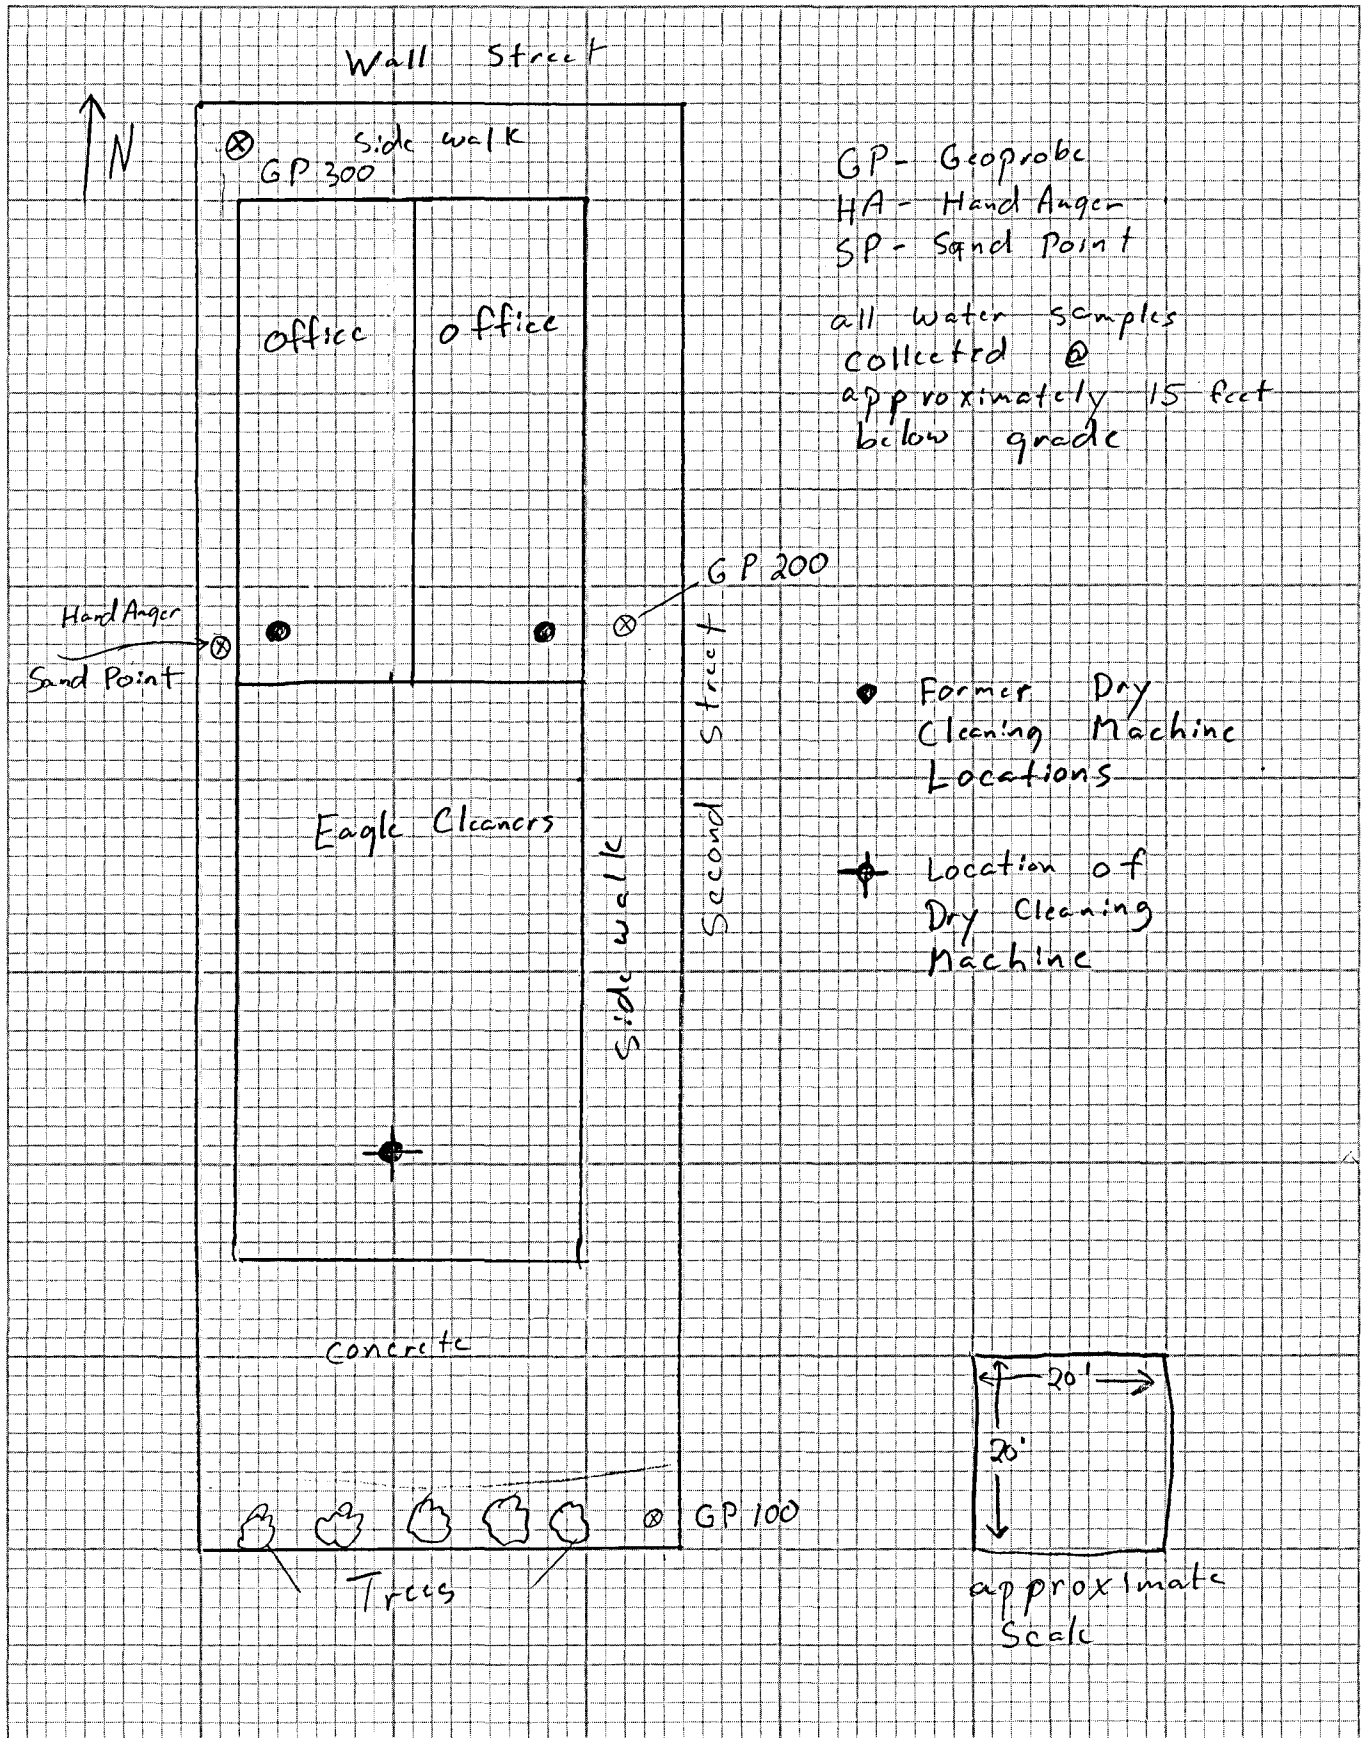 Wall Street
N
Side walk
GP 300
GP - Geoprobe
HA - Hand Auger
SP - Sand Point
all water samples
collected @
approximately 15 feet
below grade
office
office
GP 200
Hand Auger
Sand Point
Second Street
Former Dry
Cleaning Machine
Locations
Eagle Cleaners
Sidewalk
Location of
Dry Cleaning
Machine
concrete
20'
20'
GP 100
Trees
approximate
Scale